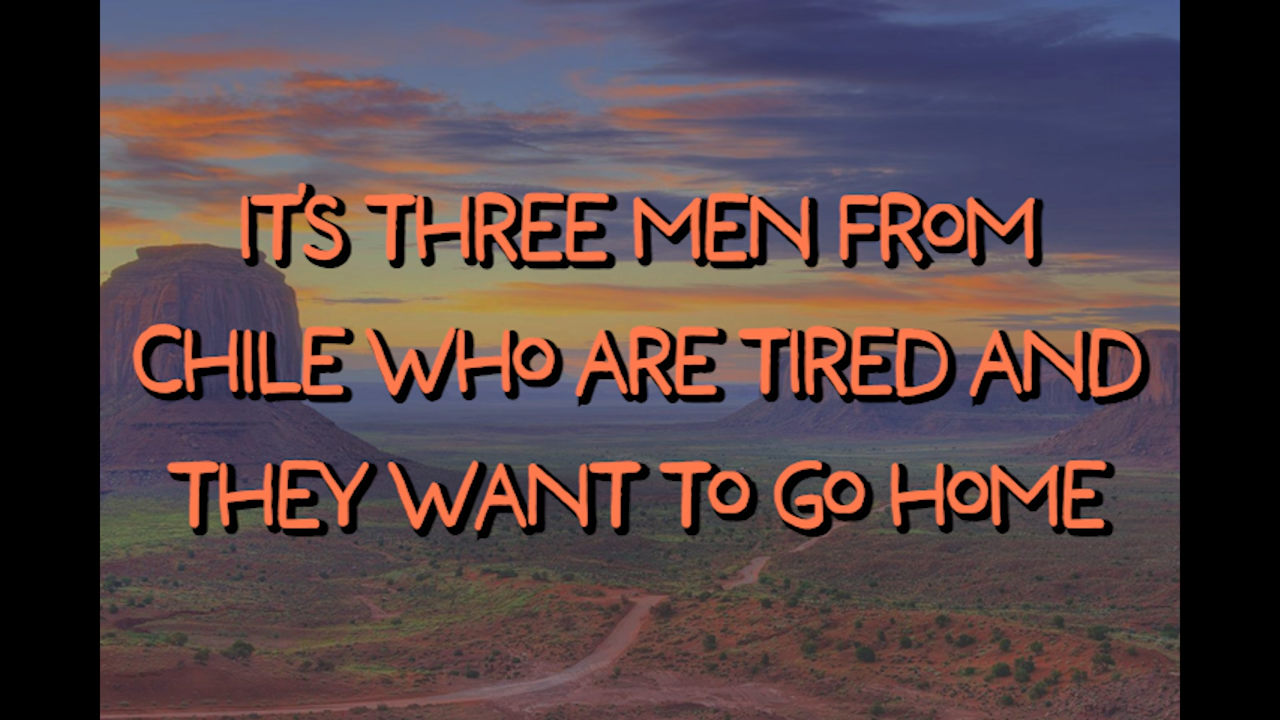 IT'S THREE MEN FROM
CHILE WHO ARE TIRED AND
THEY WANT TO GO HOME